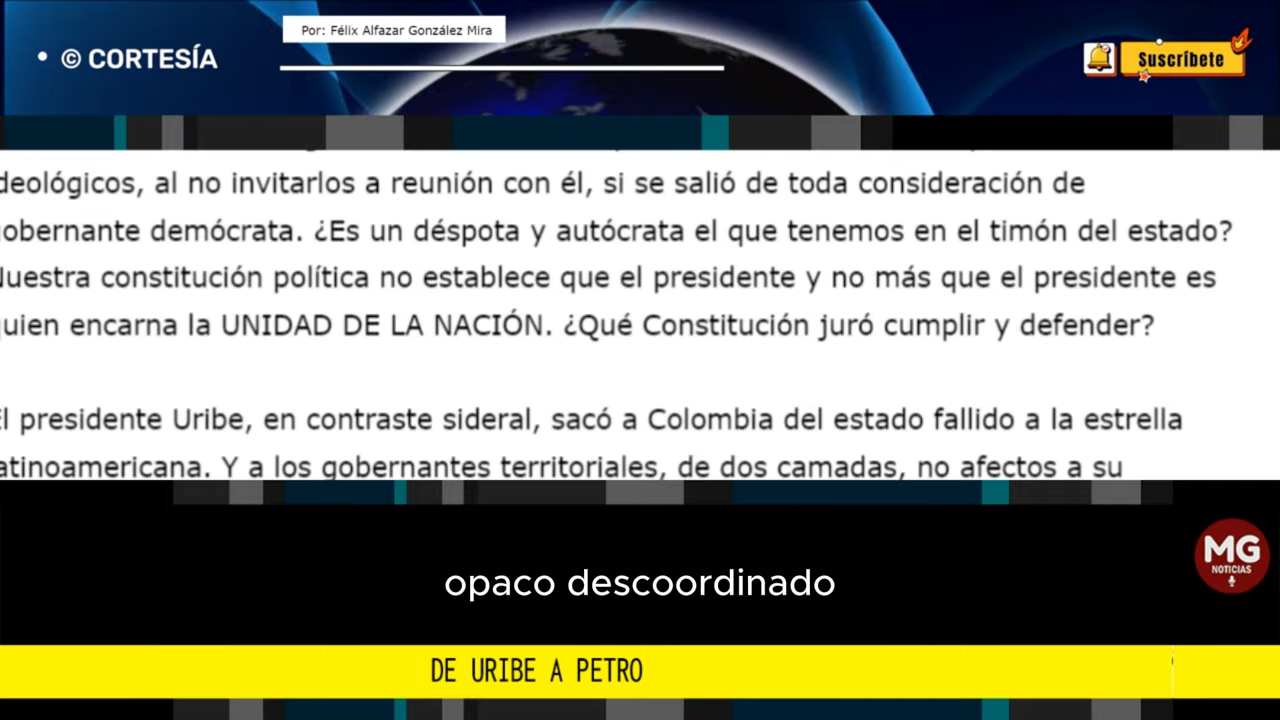 Por: Félix Alfazar González Mira
• © CORTESÍA
Suscríbete
deológicos, al no invitarlos a reunión con él, si se salió de toda consideración de
obernante demócrata. ¿Es un déspota y autócrata el que tenemos en el timón del estado?
Nuestra constitución política no establece que el presidente y no más que el presidente es
quien encarna la UNIDAD DE LA NACIÓN. ¿Qué Constitución juró cumplir y defender?
El presidente Uribe, en contraste sideral, sacó a Colombia del estado fallido a la estrella
atinoamericana. Y a los gobernantes territoriales, de dos camadas, no afectos a su
MG
NOTICIAS
opaco descoordinado
DE URIBE A PETRO